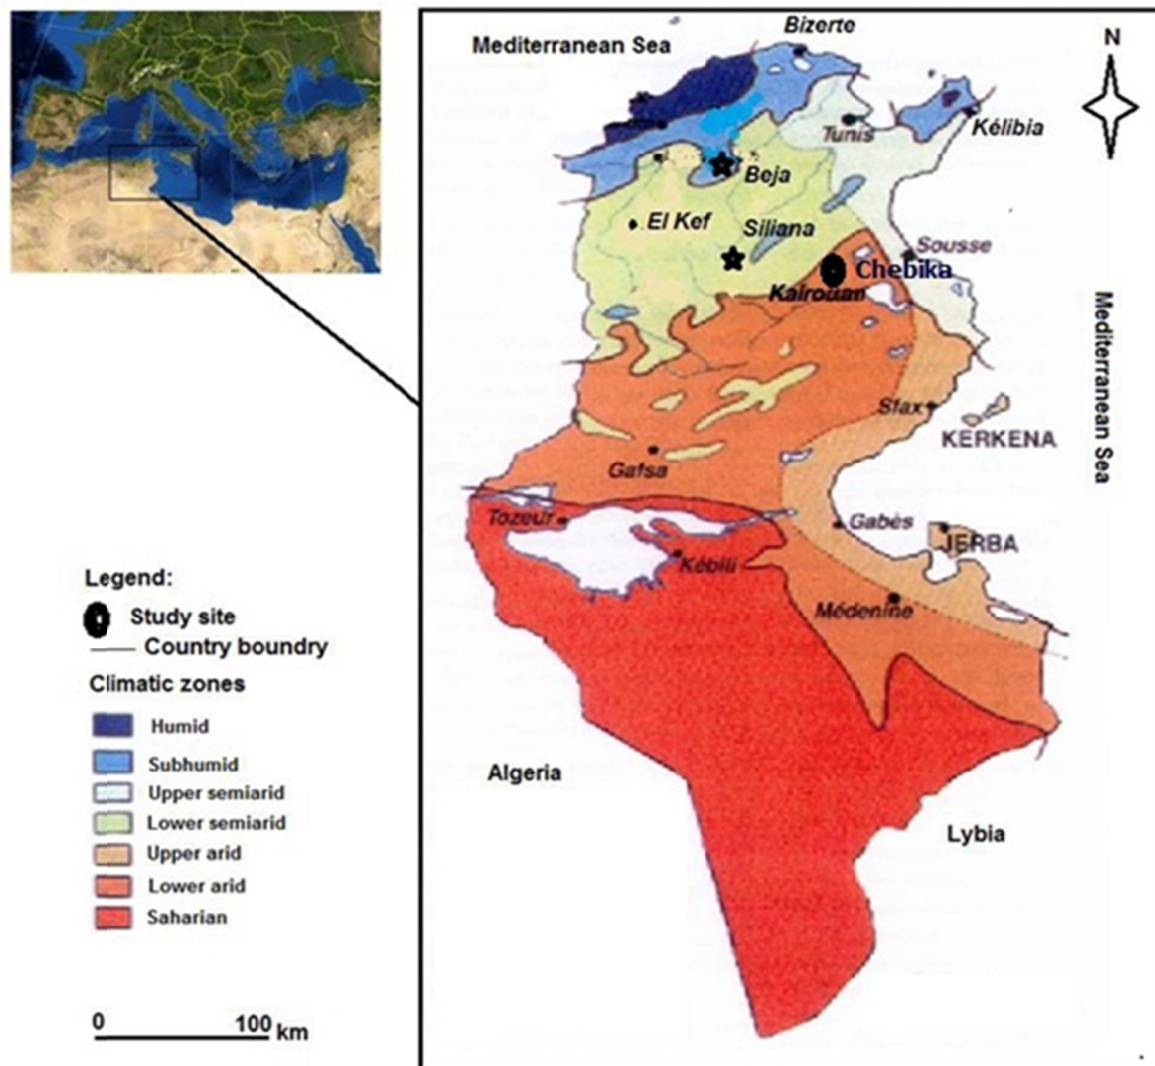 Mediterranean Sea
Bizerte
N
Tunis
Kélibia
Beja
El Kef
Siliana
Sousse
Chebika
Kairouan
Mediterranean Sea
Sfax
KERKENA
Gafsa
Tozeur
Gabès
JERBA
Kébili
Médenine
Legend:
Study site
Country boundry
Climatic zones
Humid
Subhumid
Upper semiarid
Lower semiarid
Upper arid
Lower arid
Saharian
Algeria
Lybia
0 100 km